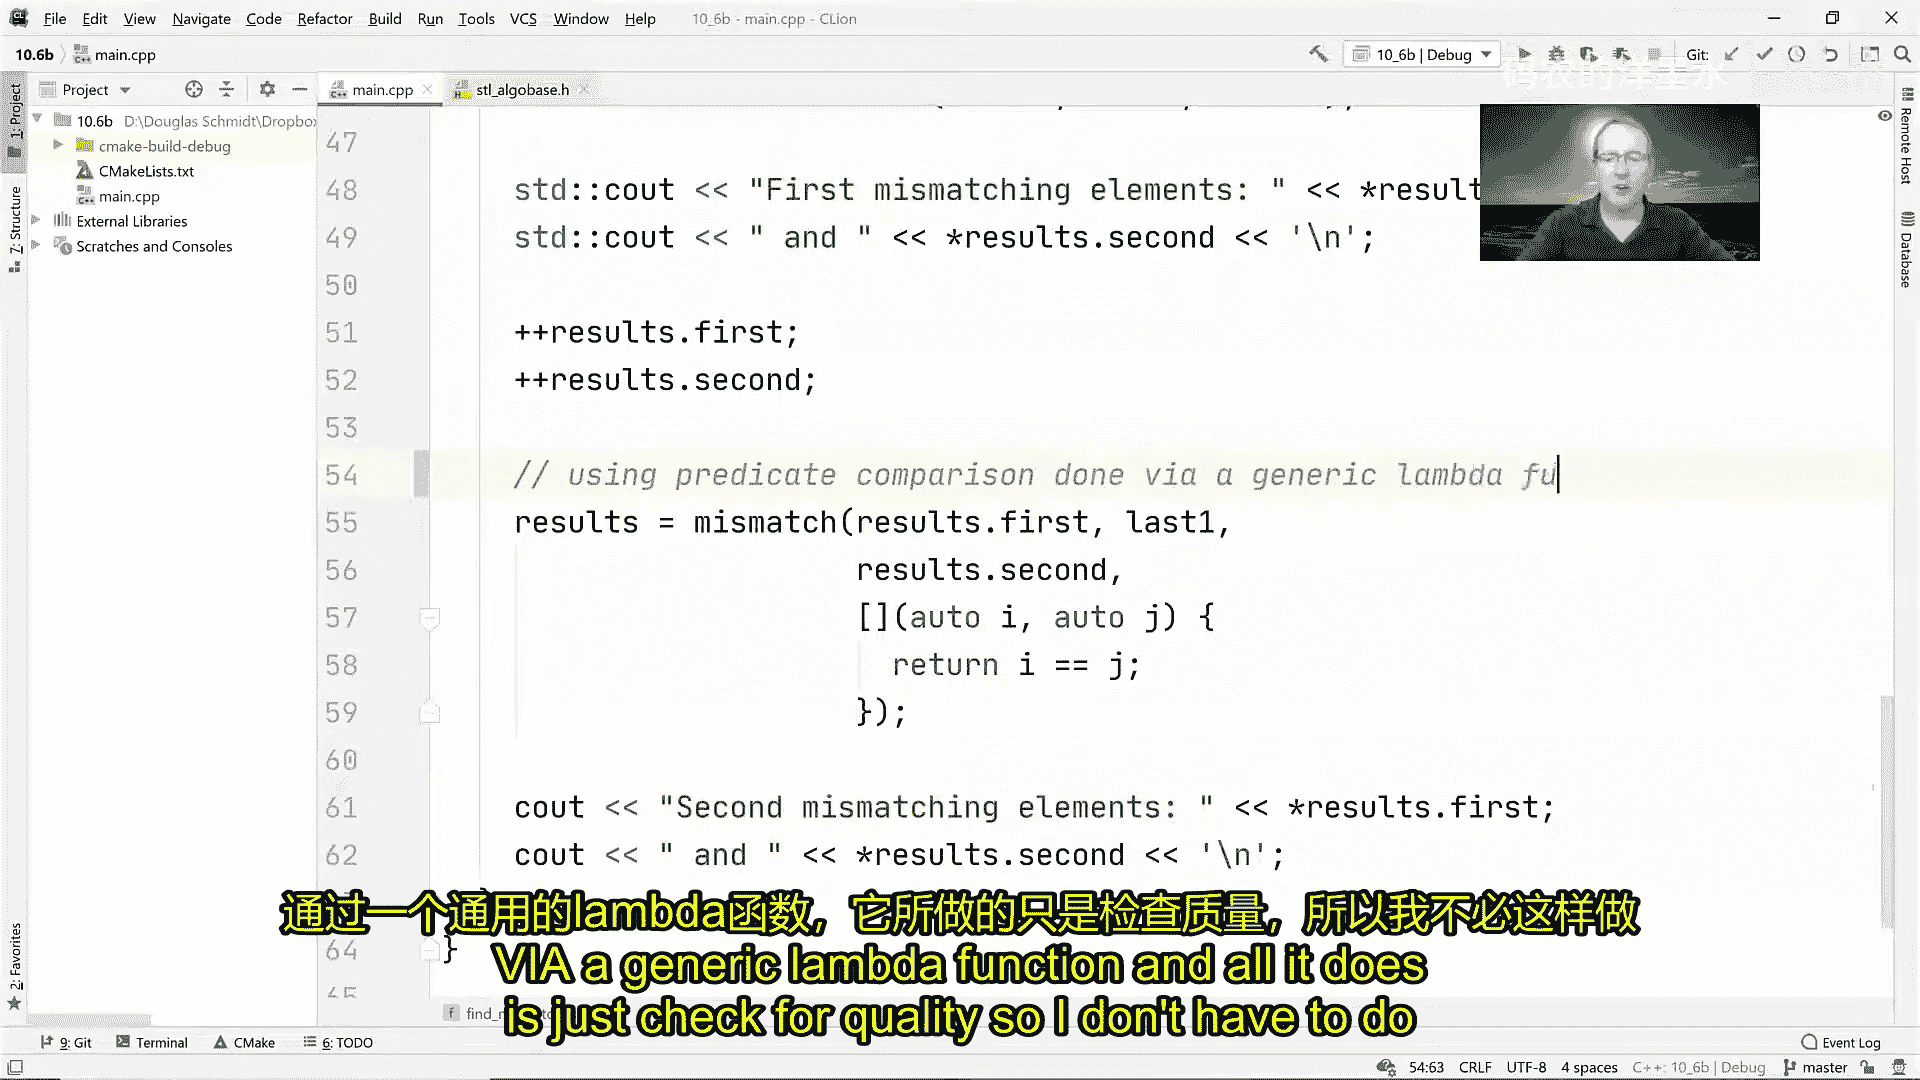 File Edit View Navigate Code Refactor Build Run Tools VCS Window Help 10_6b - main.cpp - CLion
10.6b main.cpp 10_6b | Debug Git:
码农的洋墨水
Project main.cpp stl_algobase.h
1: Project
7: Structure
2: Favorites
Remote Host
Database
10.6b D:\Douglas Schmidt\Dropbox
cmake-build-debug
CMakeLists.txt
main.cpp
External Libraries
Scratches and Consoles
47
48 std::cout << "First mismatching elements: " << *result
49 std::cout << " and " << *results.second << '\n';
50
51 ++results.first;
52 ++results.second;
53
54 // using predicate comparison done via a generic lambda fu
55 results = mismatch(results.first, last1,
56 results.second,
57 [](auto i, auto j) {
58 return i == j;
59 });
60
61 cout << "Second mismatching elements: " << *results.first;
62 cout << " and " << *results.second << '\n';
64 }
通过一个通用的lambda函数，它所做的只是检查质量，所以我不必这样做
VIA a generic lambda function and all it does
is just check for quality so I don't have to do
9: Git Terminal CMake 6: TODO Event Log
54:63 CRLF UTF-8 4 spaces C++: 10_6b | Debug master